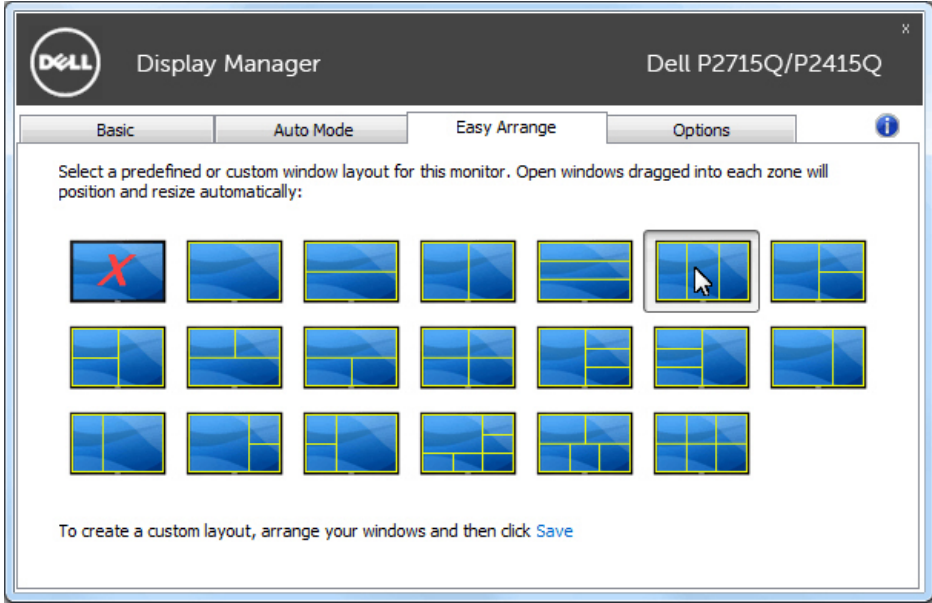 DELL
Display Manager
Dell P2715Q/P2415Q
x
Basic
Auto Mode
Easy Arrange
Options
i
Select a predefined or custom window layout for this monitor. Open windows dragged into each zone will
position and resize automatically:
X
To create a custom layout, arrange your windows and then click Save